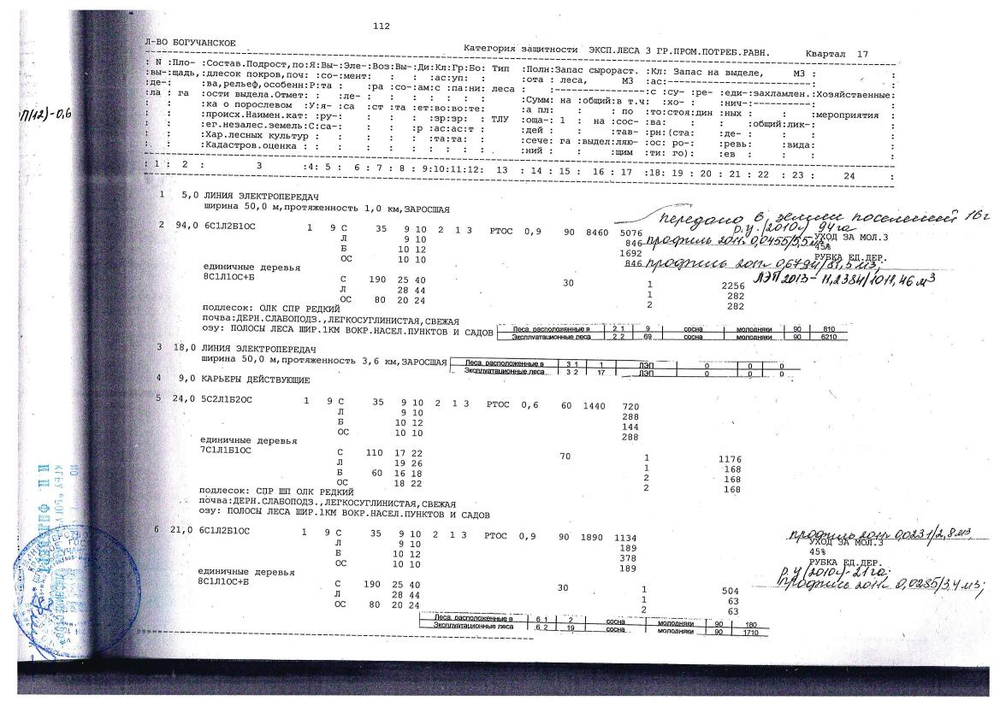 112
Л-ВО БОГУЧАНСКОЕ Категория защитности ЭКСП.ЛЕСА 3 ГР.ПРОМ.ПОТРЕБ.РАВН. Квартал 17
: N :Пло- :Состав.Подрост,по:Я:Вы-:Эле-:Воз:Вы-:Ди:Кл:Гр:Бо: Тип :Полн:Запас сырораст. :Кл: Запас на выделе, М3 : :
:вы-:щадь,:длесок покров,поч: :со-:мент: : : :ас:уп: : :ота : леса, М3 :ас:
:де-: :ва,рельеф,особенн:Р:та : :ра :со-:ам:с :па:ни: леса : : :с :су- :ре- :еди-:захламлен.:Хозяйственные:
:ла : га :ости выдела.Отмет: : :ле- : : : : : : : :Сумм: на :общий:в т.ч: :хо- : :нич-: :
: : :ка о порослевом :У:я- :са :ст :та :ет:во:во:те: :а пл: : : по :то:стоя:дин :ных : : :мероприятия :
: : :происх.Наимен.кат: :ру-: : : : :зр:зр: : ТЛУ :оща-: 1 : на :сос- :ва: : : :общий:лик-: :
: : :ег.незалес.земель:С:са-: : : :р :ас:ас:т : :дей : : :тав- :рн:(ста: :де- : : : :
: : :Хар.лесных культур : : : : : : :та:та: : :сече: га :выдел:ляю- :ос: ро-: :ревь: :вида: :
: : :Кадастров.оценка : : : : : : : : : : :ний : : :щим :ти: го): :ев : : : :
: 1 : 2 : 3 :4: 5 : 6 : 7 : 8 : 9:10:11:12: 13 : 14 : 15 : 16 : 17 :18: 19 : 20 : 21 : 22 : 23 : 24 :
1 5,0 ЛИНИЯ ЭЛЕКТРОПЕРЕДАЧ
ширина 50,0 м,протяженность 1,0 км,ЗАРОСШАЯ
передано в земли поселений 16г
р.у. /2010г/ 94 га
2 94,0 6С1Л2Б1ОС 1 9 С 35 9 10 2 1 3 РТОС 0,9 90 8460 5076
Л 9 10 846 профиль 2011г 0,0455/5,5м3 УХОД ЗА МОЛ.3
Б 10 12 1692 45%
ОС 10 10 846 профиль 2011г 0,6794/81,5 м3; РУБКА ЕД.ДЕР.
единичные деревья
8С1Л1ОС+Б С 190 25 40 30 1 2256 ЛЭП 2013- 11,2384/1011,46 м3
Л 28 44 1 282
ОС 80 20 24 2 282
подлесок: ОЛК СПР РЕДКИЙ
почва:ДЕРН.СЛАБОПОДЗ.,ЛЕГКОСУГЛИНИСТАЯ,СВЕЖАЯ
озу: ПОЛОСЫ ЛЕСА ШИР.1КМ ВОКР.НАСЕЛ.ПУНКТОВ И САДОВ
Леса, расположенные в 2 1 9 сосна молодняки 90 810
Эксплуатационные леса 2 2 69 сосна молодняки 90 6210
3 18,0 ЛИНИЯ ЭЛЕКТРОПЕРЕДАЧ
ширина 50,0 м,протяженность 3,6 км,ЗАРОСШАЯ
Леса, расположенные в 3 1 1 ЛЭП 0 0 0
Эксплуатационные леса 3 2 17 ЛЭП 0 0 0
4 9,0 КАРЬЕРЫ ДЕЙСТВУЮЩИЕ
5 24,0 5С2Л1Б2ОС 1 9 С 35 9 10 2 1 3 РТОС 0,6 60 1440 720
Л 9 10 288
Б 10 12 144
ОС 10 10 288
единичные деревья
7С1Л1Б1ОС С 110 17 22 70 1 1176
Л 19 26 1 168
Б 60 16 18 2 168
ОС 18 22 2 168
подлесок: СПР ШП ОЛК РЕДКИЙ
почва:ДЕРН.СЛАБОПОДЗ.,ЛЕГКОСУГЛИНИСТАЯ,СВЕЖАЯ
озу: ПОЛОСЫ ЛЕСА ШИР.1КМ ВОКР.НАСЕЛ.ПУНКТОВ И САДОВ
6 21,0 6С1Л2Б1ОС 1 9 С 35 9 10 2 1 3 РТОС 0,9 90 1890 1134 профиль 2011г 0,0231/2,8 м3,
Л 9 10 189 УХОД ЗА МОЛ.3
Б 10 12 378 45%
ОС 10 10 189 РУБКА ЕД.ДЕР.
единичные деревья р.у /2010г/-21га;
8С1Л1ОС+Б С 190 25 40 30 1 504 профиль 2011г 0,0285/3,4 м3;
Л 28 44 1 63
ОС 80 20 24 2 63
Леса, расположенные в 6 1 2 сосна молодняки 90 180
Эксплуатационные леса 6 2 19 сосна молодняки 90 1710